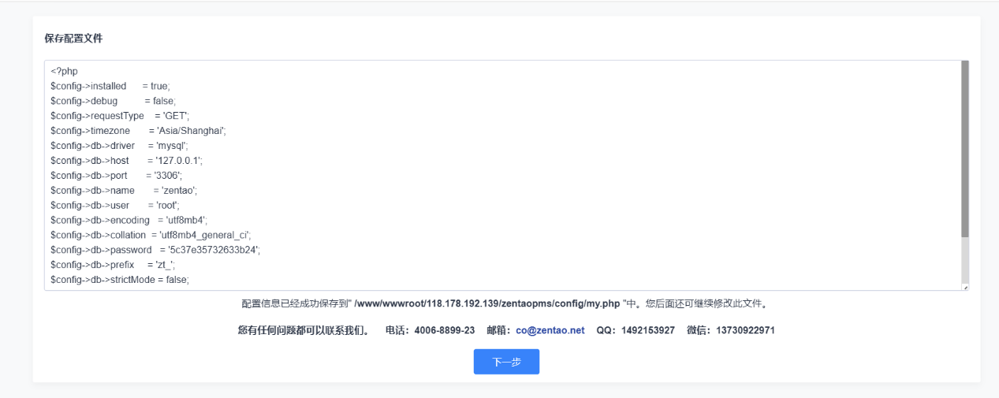 保存配置文件
<?php
$config->installed = true;
$config->debug = false;
$config->requestType = 'GET';
$config->timezone = 'Asia/Shanghai';
$config->db->driver = 'mysql';
$config->db->host = '127.0.0.1';
$config->db->port = '3306';
$config->db->name = 'zentao';
$config->db->user = 'root';
$config->db->encoding = 'utf8mb4';
$config->db->collation = 'utf8mb4_general_ci';
$config->db->password = '5c37e35732633b24';
$config->db->prefix = 'zt_';
$config->db->strictMode = false;
配置信息已经成功保存到" /www/wwwroot/118.178.192.139/zentaopms/config/my.php "中。您后面还可继续修改此文件。
您有任何问题都可以联系我们。 电话：4006-8899-23 邮箱：co@zentao.net QQ：1492153927 微信：13730922971
下一步